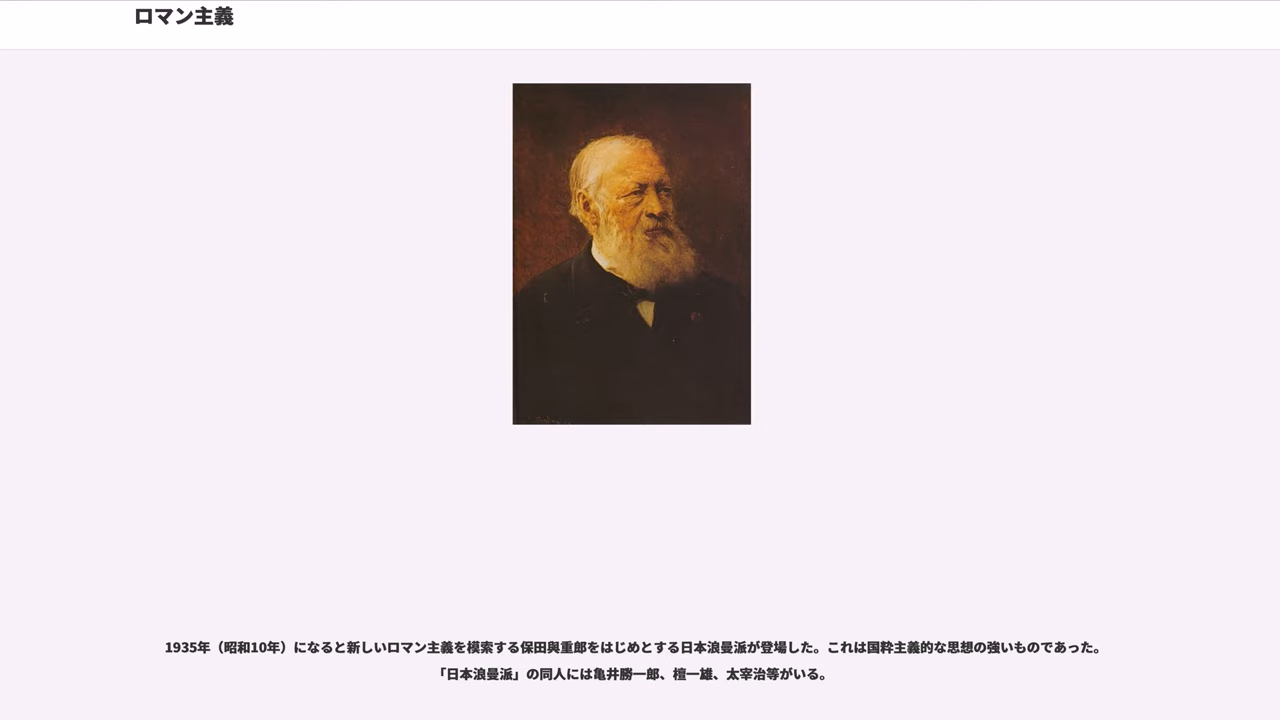 ロマン主義
1935年（昭和10年）になると新しいロマン主義を模索する保田與重郎をはじめとする日本浪曼派が登場した。これは国粋主義的な思想の強いものであった。
「日本浪曼派」の同人には亀井勝一郎、檀一雄、太宰治等がいる。